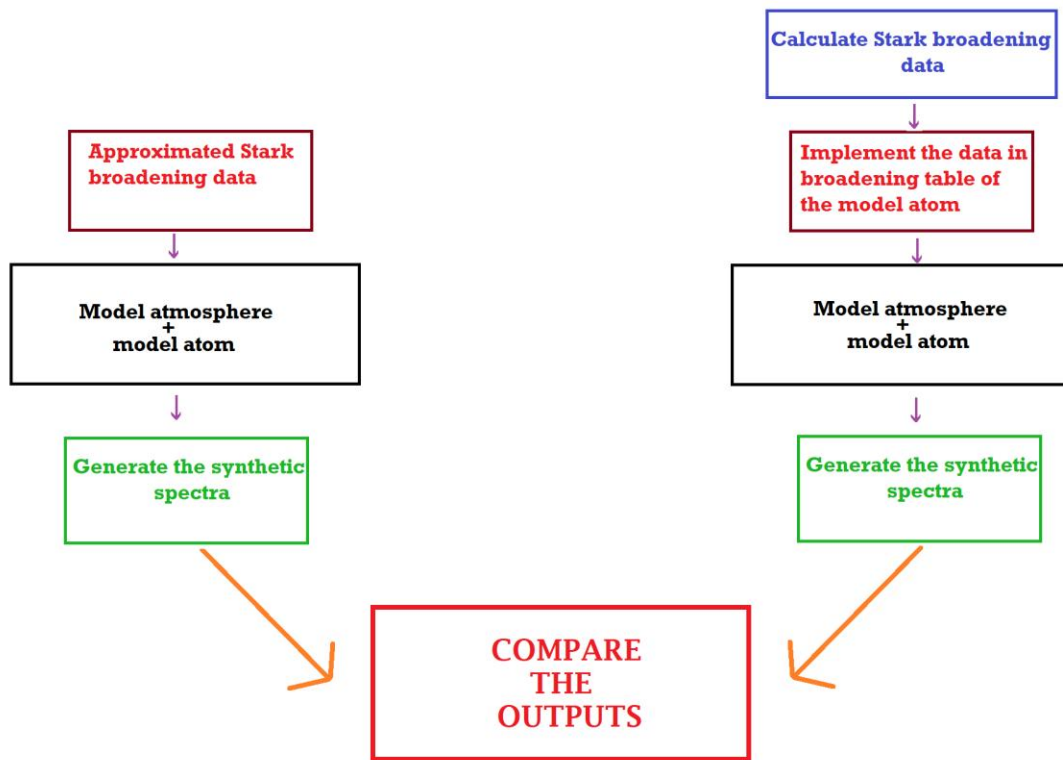 Approximated Stark
broadening data
Model atmosphere
+
model atom
Generate the synthetic
spectra
Calculate Stark broadening
data
Implement the data in
broadening table of
the model atom
Model atmosphere
+
model atom
Generate the synthetic
spectra
COMPARE
THE
OUTPUTS